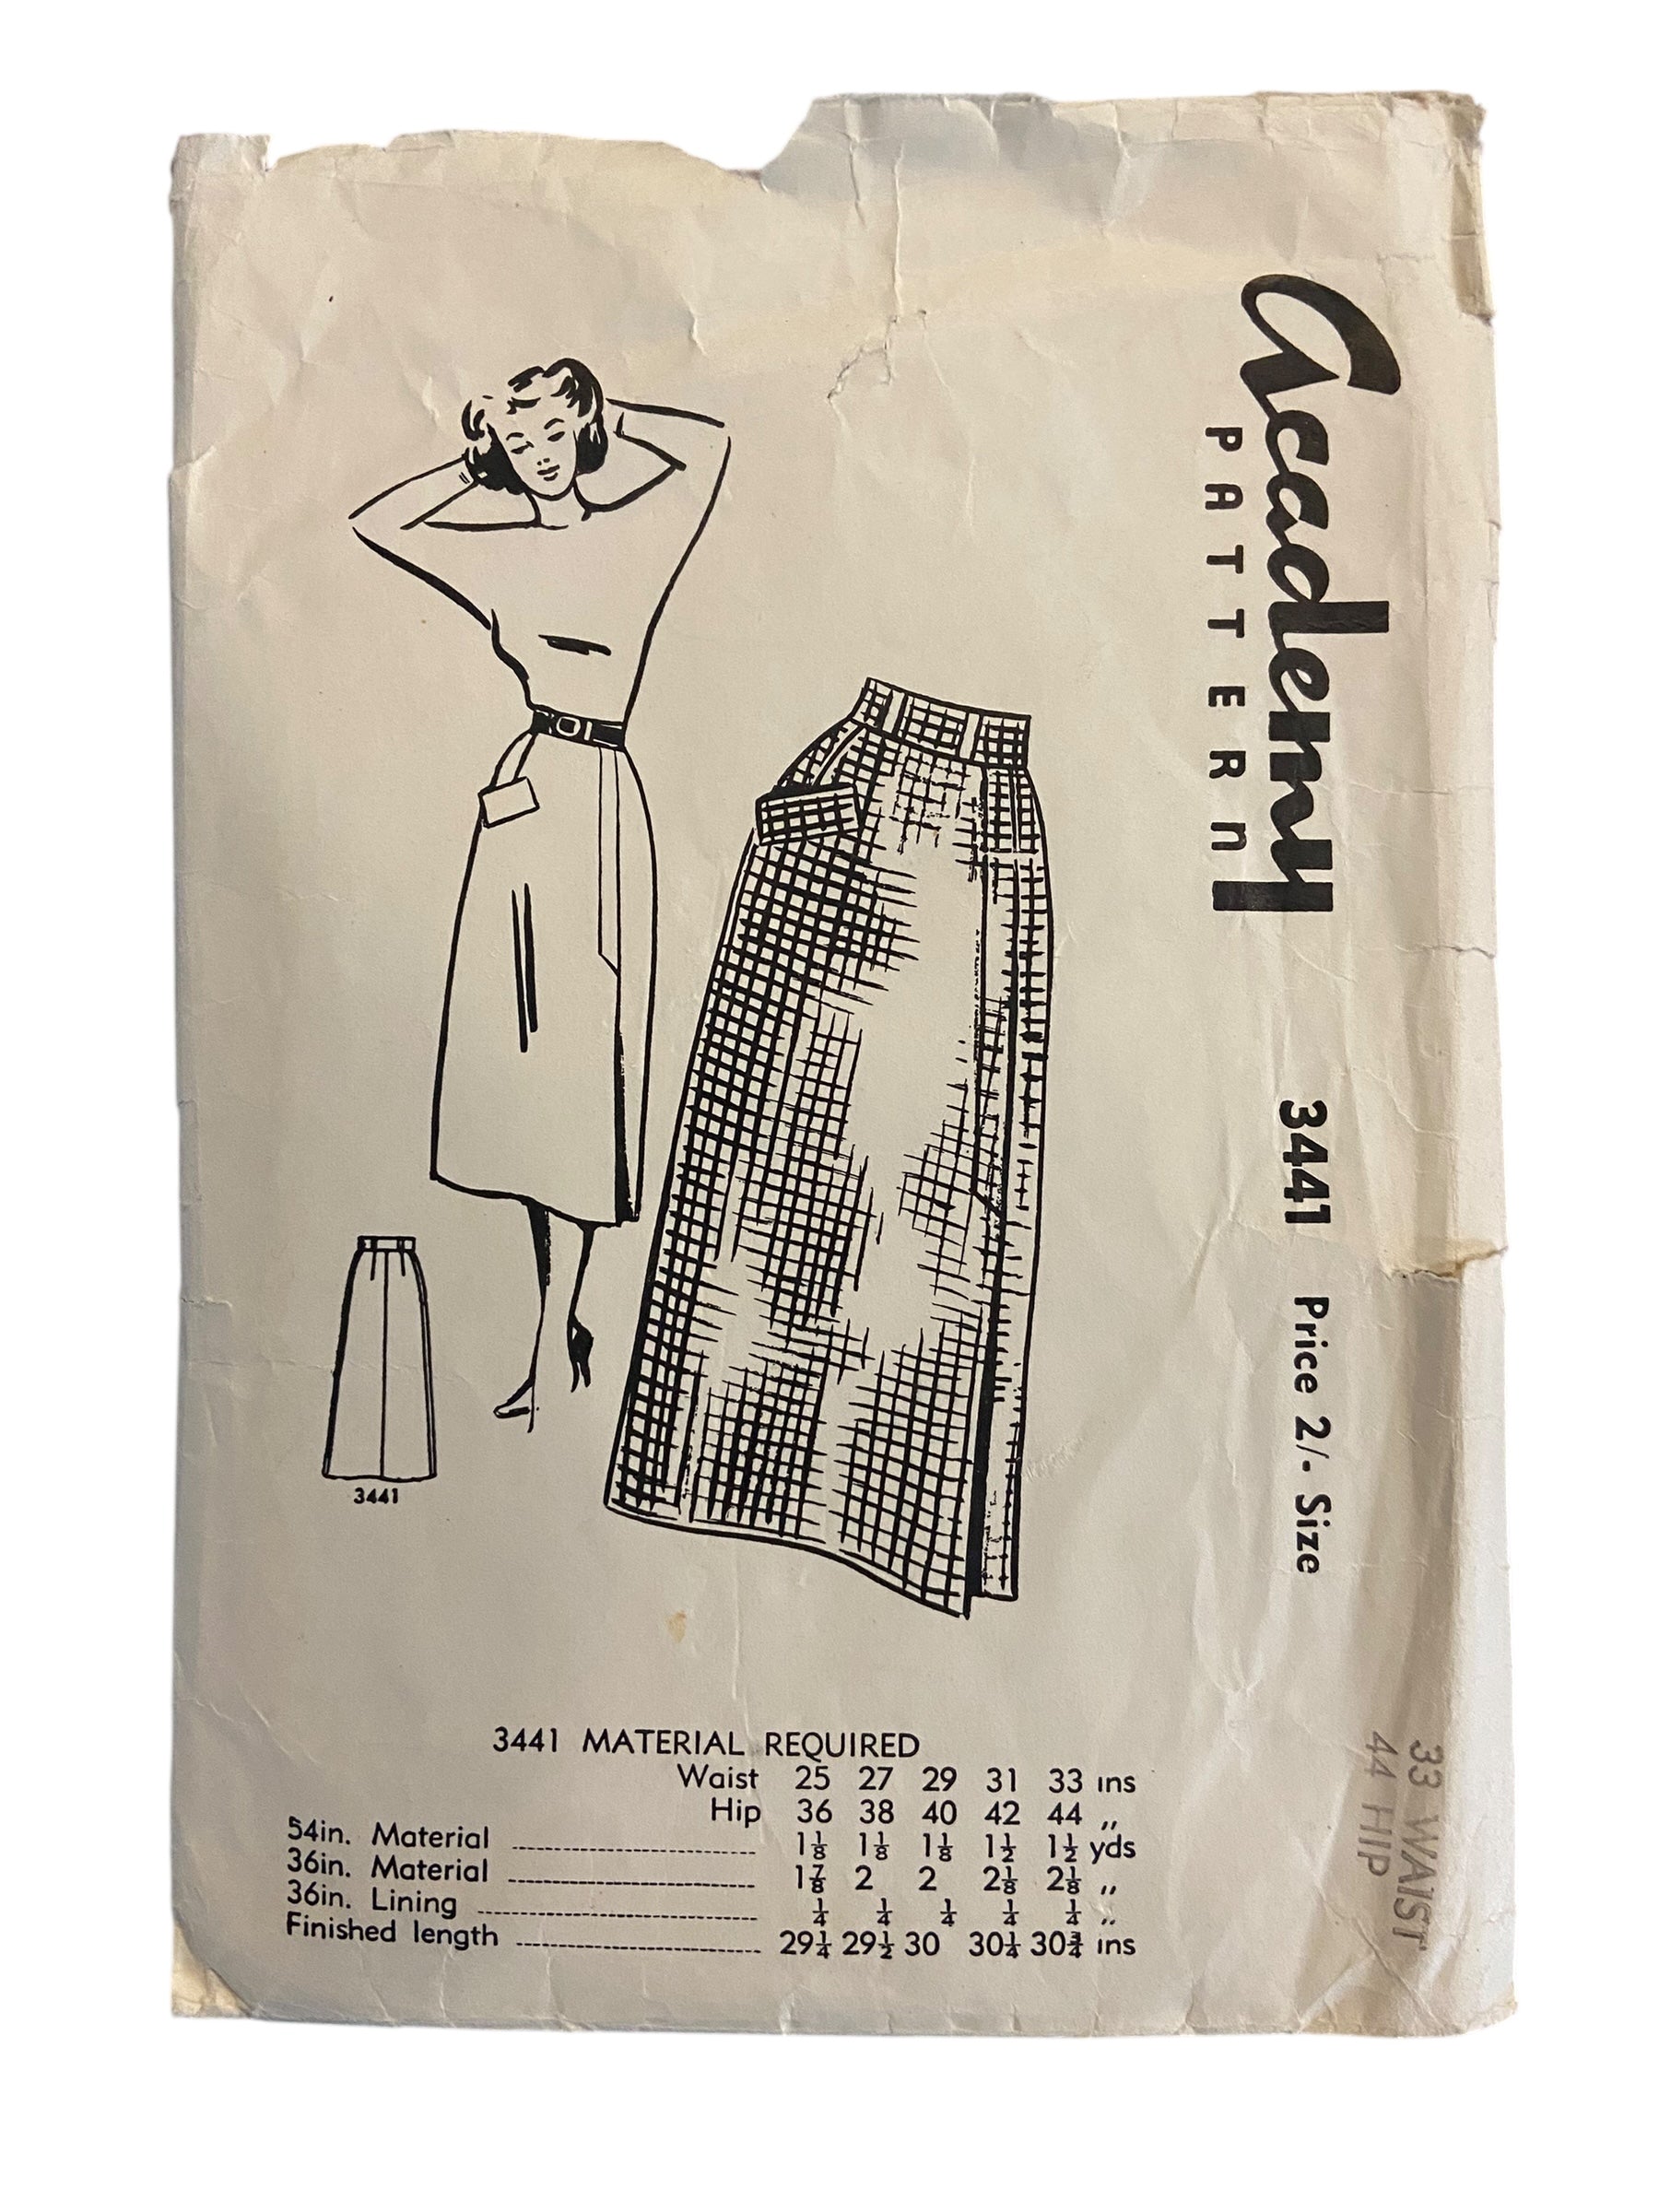 Academy
PATTERn
3441 Price 2/- Size
33 WAIST
44 HIP
3441
3441 MATERIAL REQUIRED
Waist 25 27 29 31 33 ins
Hip 36 38 40 42 44 ,,
54in. Material 1⅛ 1⅛ 1⅛ 1½ 1½ yds
36in. Material 1⅞ 2 2 2⅛ 2⅛ ,,
36in. Lining ¼ ¼ ¼ ¼ ¼ ,,
Finished length 29¼ 29½ 30 30¼ 30¾ ins